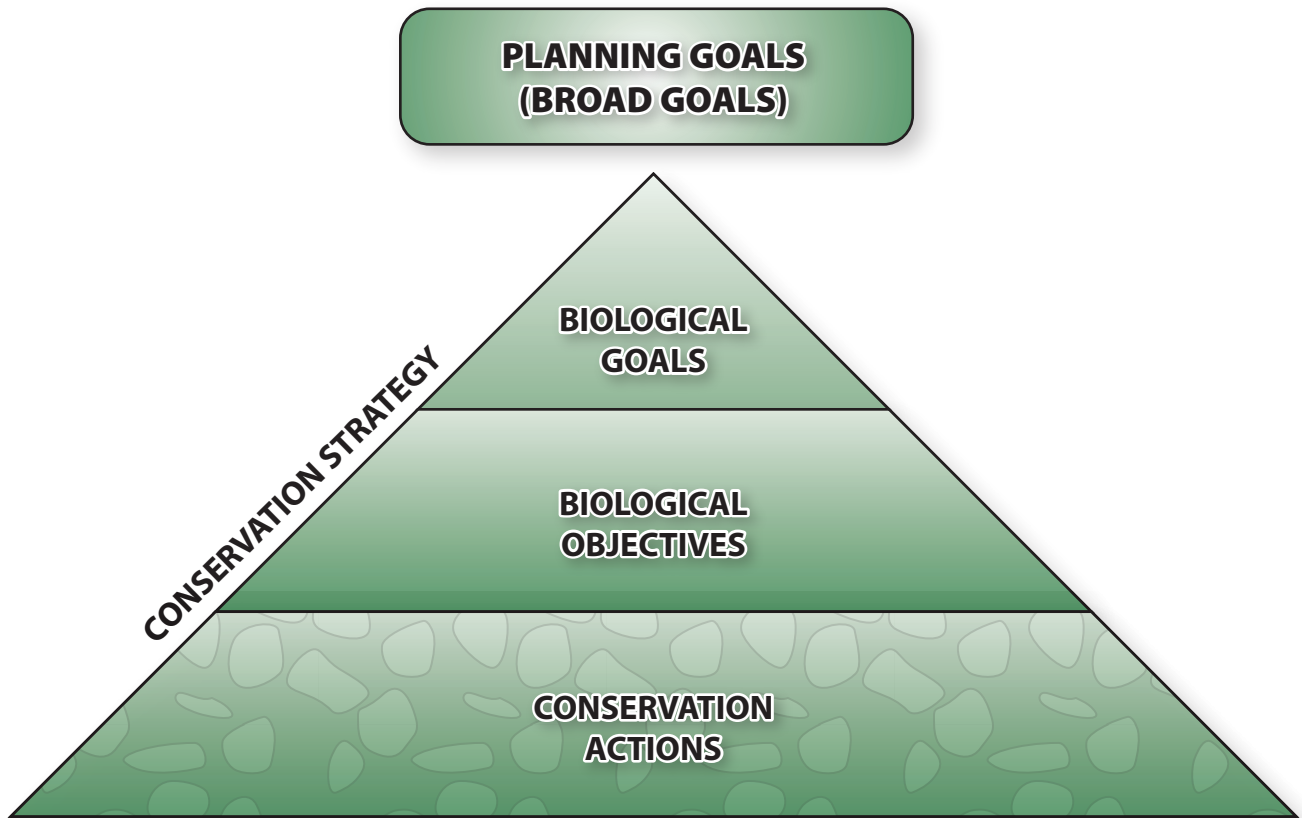 PLANNING GOALS
(BROAD GOALS)
BIOLOGICAL
GOALS
CONSERVATION STRATEGY
BIOLOGICAL
OBJECTIVES
CONSERVATION
ACTIONS